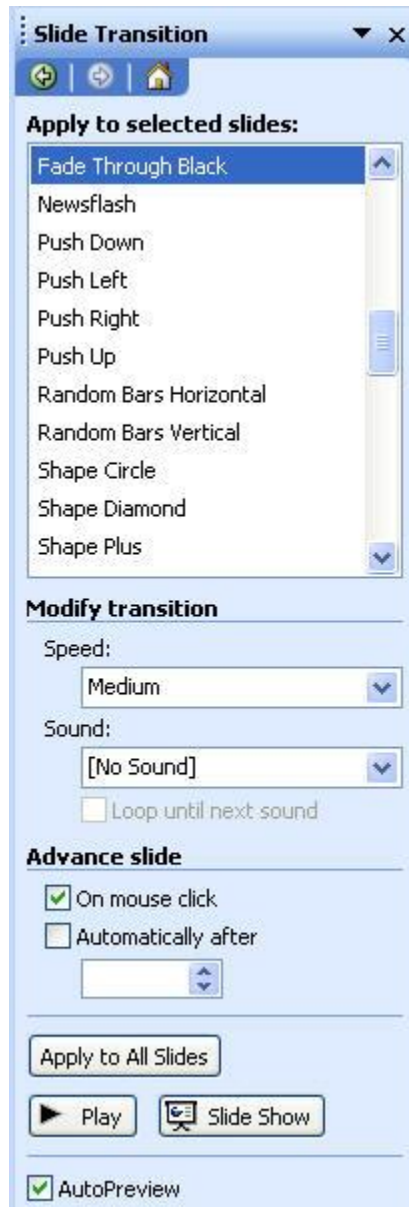 Slide Transition
Apply to selected slides:
Fade Through Black
Newsflash
Push Down
Push Left
Push Right
Push Up
Random Bars Horizontal
Random Bars Vertical
Shape Circle
Shape Diamond
Shape Plus
Modify transition
Speed:
Medium
Sound:
[No Sound]
Loop until next sound
Advance slide
On mouse click
Automatically after
Apply to All Slides
Play Slide Show
AutoPreview